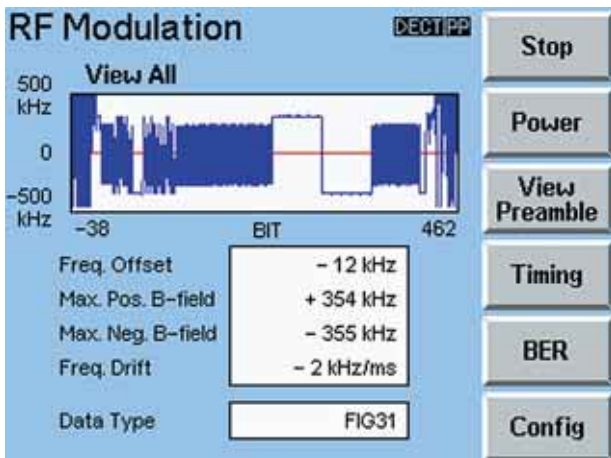 RF Modulation
DECT PP
View All
500
kHz
0
-500
kHz
-38
BIT
462
Freq. Offset
- 12 kHz
Max. Pos. B-field
+ 354 kHz
Max. Neg. B-field
- 355 kHz
Freq. Drift
- 2 kHz/ms
Data Type
FIG31
Stop
Power
View
Preamble
Timing
BER
Config